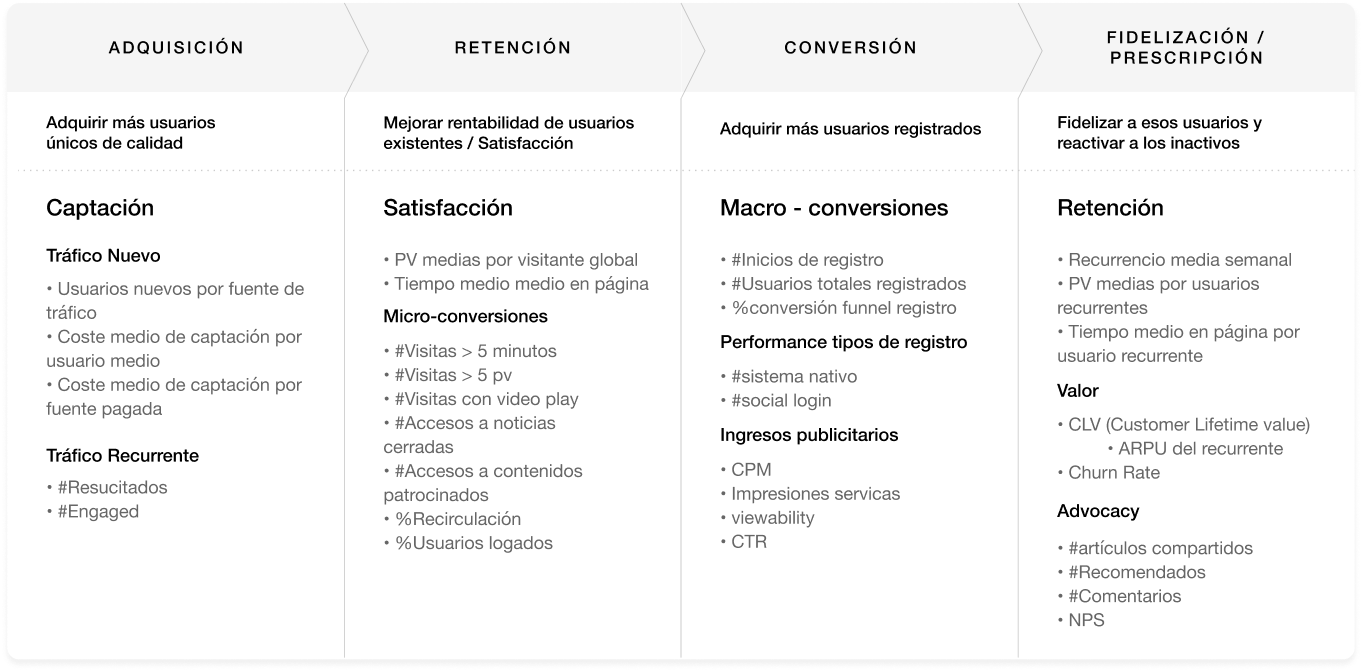 ADQUISICIÓN
RETENCIÓN
CONVERSIÓN
FIDELIZACIÓN /
PRESCRIPCIÓN
Adquirir más usuarios
únicos de calidad
Mejorar rentabilidad de usuarios
existentes / Satisfacción
Adquirir más usuarios registrados
Fidelizar a esos usuarios y
reactivar a los inactivos
Captación
Tráfico Nuevo
• Usuarios nuevos por fuente de
tráfico
• Coste medio de captación por
usuario medio
• Coste medio de captación por
fuente pagada
Tráfico Recurrente
• #Resucitados
• #Engaged
Satisfacción
• PV medias por visitante global
• Tiempo medio medio en página
Micro-conversiones
• #Visitas > 5 minutos
• #Visitas > 5 pv
• #Visitas con video play
• #Accesos a noticias
cerradas
• #Accesos a contenidos
patrocinados
• %Recirculación
• %Usuarios logados
Macro - conversiones
• #Inicios de registro
• #Usuarios totales registrados
• %conversión funnel registro
Performance tipos de registro
• #sistema nativo
• #social login
Ingresos publicitarios
• CPM
• Impresiones servicas
• viewability
• CTR
Retención
• Recurrencio media semanal
• PV medias por usuarios
recurrentes
• Tiempo medio en página por
usuario recurrente
Valor
• CLV (Customer Lifetime value)
• ARPU del recurrente
• Churn Rate
Advocacy
• #artículos compartidos
• #Recomendados
• #Comentarios
• NPS